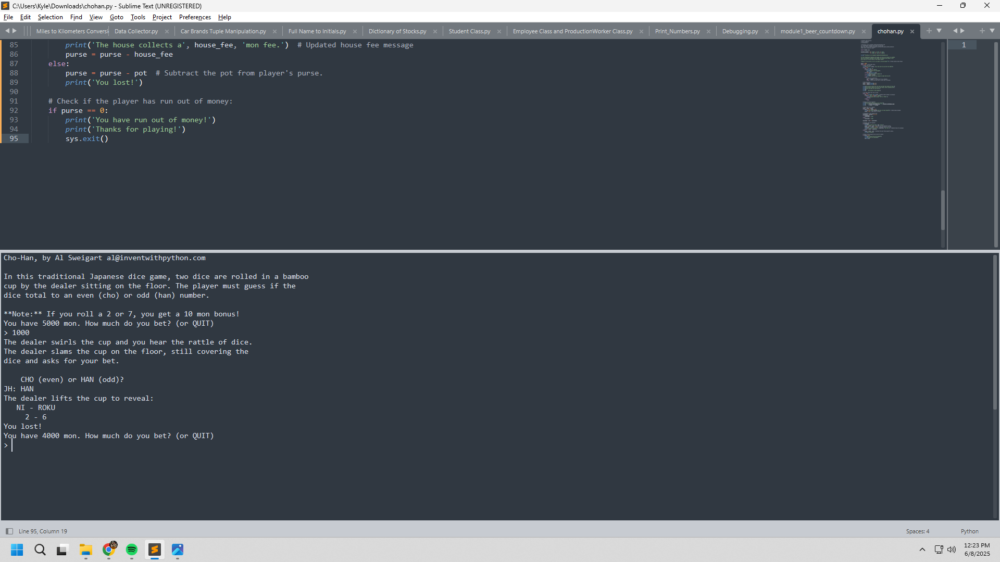 C:\Users\Kyle\Downloads\chohan.py - Sublime Text (UNREGISTERED)
File Edit Selection Find View Goto Tools Project Preferences Help
Miles to Kilometers Conversi Data Collector.py Car Brands Tuple Manipulation.py Full Name to Initials.py Dictionary of Stocks.py Student Class.py Employee Class and ProductionWorker Class.py Print_Numbers.py Debugging.py module1_beer_countdown.py chohan.py
85 print('The house collects a', house_fee, 'mon fee.')  # Updated house fee message
86 purse = purse - house_fee
87 else:
88 purse = purse - pot  # Subtract the pot from player's purse.
89 print('You lost!')
90
91 # Check if the player has run out of money:
92 if purse == 0:
93 print('You have run out of money!')
94 print('Thanks for playing!')
95 sys.exit()
1
Cho-Han, by Al Sweigart al@inventwithpython.com
In this traditional Japanese dice game, two dice are rolled in a bamboo
cup by the dealer sitting on the floor. The player must guess if the
dice total to an even (cho) or odd (han) number.
**Note:** If you roll a 2 or 7, you get a 10 mon bonus!
You have 5000 mon. How much do you bet? (or QUIT)
> 1000
The dealer swirls the cup and you hear the rattle of dice.
The dealer slams the cup on the floor, still covering the
dice and asks for your bet.
CHO (even) or HAN (odd)?
JH: HAN
The dealer lifts the cup to reveal:
NI - ROKU
2 - 6
You lost!
You have 4000 mon. How much do you bet? (or QUIT)
>
Line 95, Column 19
Spaces: 4 Python
12:23 PM
6/8/2025